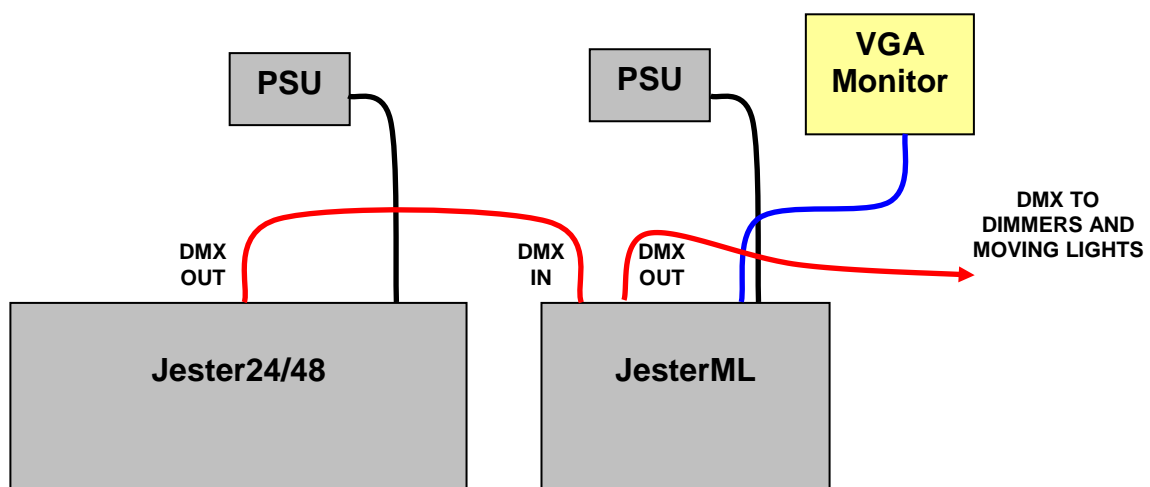 PSU
PSU
VGA
Monitor
DMX TO
DIMMERS AND
MOVING LIGHTS
DMX
OUT
DMX
IN
DMX
OUT
Jester24/48
JesterML